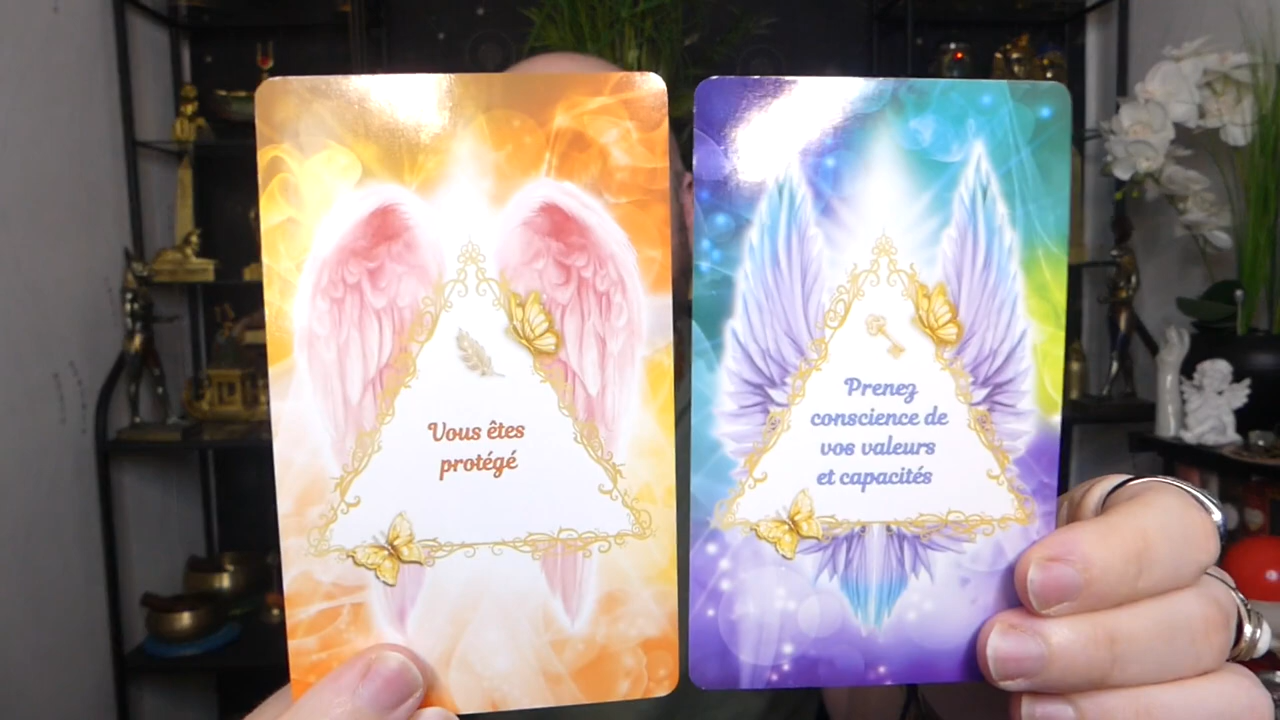 Vous êtes
protégé
Prenez
conscience de
vos valeurs
et capacités